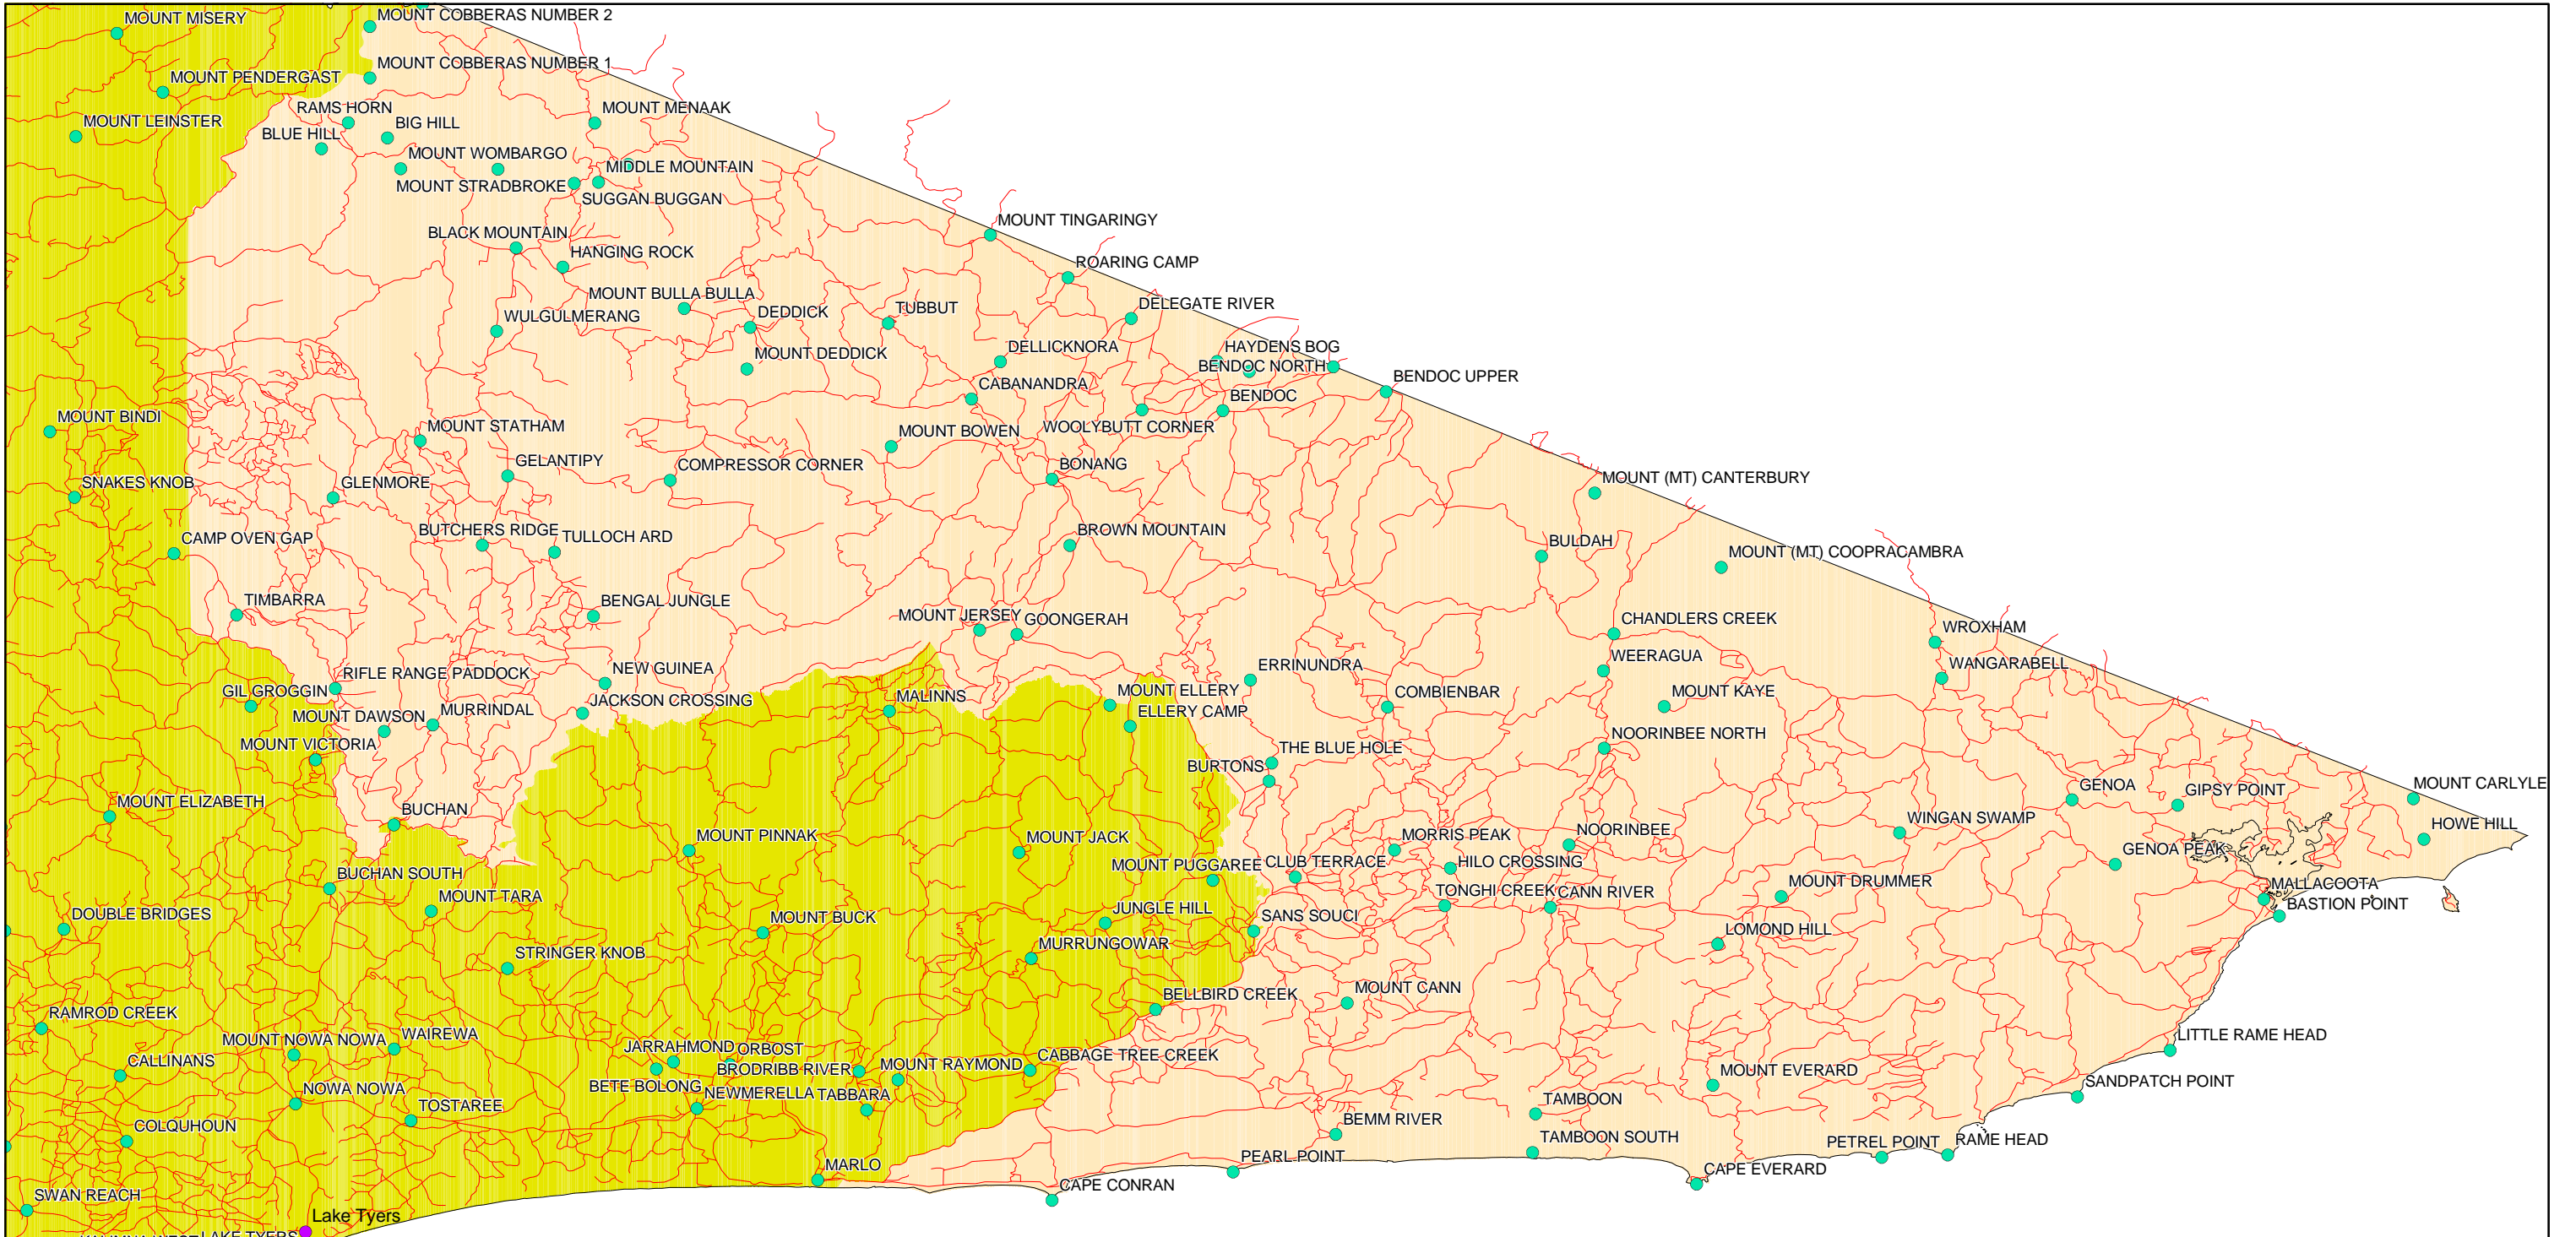 MOUNT MISERY
MOUNT COBBERAS NUMBER 2
MOUNT COBBERAS NUMBER 1
MOUNT PENDERGAST
RAMS HORN
MOUNT MENAAK
MOUNT LEINSTER
BLUE HILL
BIG HILL
MOUNT WOMBARGO
MIDDLE MOUNTAIN
MOUNT STRADBROKE
SUGGAN BUGGAN
MOUNT TINGARINGY
BLACK MOUNTAIN
HANGING ROCK
ROARING CAMP
MOUNT BULLA BULLA
DEDDICK
TUBBUT
DELEGATE RIVER
WULGULMERANG
MOUNT DEDDICK
DELLICKNORA
HAYDENS BOG
BENDOC NORTH
CABANANDRA
BENDOC
BENDOC UPPER
MOUNT BINDI
MOUNT STATHAM
MOUNT BOWEN
WOOLYBUTT CORNER
GELANTIPY
COMPRESSOR CORNER
BONANG
SNAKES KNOB
GLENMORE
MOUNT (MT) CANTERBURY
CAMP OVEN GAP
BUTCHERS RIDGE
TULLOCH ARD
BROWN MOUNTAIN
BULDAH
MOUNT (MT) COOPRACAMBRA
TIMBARRA
BENGAL JUNGLE
MOUNT JERSEY
GOONGERAH
CHANDLERS CREEK
WROXHAM
RIFLE RANGE PADDOCK
NEW GUINEA
ERRINUNDRA
WEERAGUA
WANGARABELL
GIL GROGGIN
JACKSON CROSSING
MALINNS
MOUNT ELLERY
COMBIENBAR
MOUNT KAYE
MOUNT DAWSON
MURRINDAL
ELLERY CAMP
MOUNT VICTORIA
THE BLUE HOLE
NOORINBEE NORTH
BURTONS
MOUNT ELIZABETH
BUCHAN
GENOA
GIPSY POINT
MOUNT CARLYLE
MOUNT PINNAK
MOUNT JACK
MORRIS PEAK
NOORINBEE
WINGAN SWAMP
HOWE HILL
MOUNT PUGGAREE
CLUB TERRACE
HILO CROSSING
GENOA PEAK
BUCHAN SOUTH
MOUNT TARA
TONGHI CREEK
CANN RIVER
MOUNT DRUMMER
MALLACOOTA
BASTION POINT
DOUBLE BRIDGES
MOUNT BUCK
JUNGLE HILL
SANS SOUCI
LOMOND HILL
STRINGER KNOB
MURRUNGOWAR
MOUNT CANN
BELLBIRD CREEK
RAMROD CREEK
MOUNT NOWA NOWA
WAIREWA
JARRAHMOND
ORBOST
LITTLE RAME HEAD
CALLINANS
BRODRIBB RIVER
MOUNT RAYMOND
CABBAGE TREE CREEK
MOUNT EVERARD
SANDPATCH POINT
NOWA NOWA
BETE BOLONG
NEWMERELLA
TABBARA
TOSTAREE
TAMBOON
COLQUHOUN
BEMM RIVER
TAMBOON SOUTH
PETREL POINT
RAME HEAD
MARLO
PEARL POINT
CAPE EVERARD
CAPE CONRAN
SWAN REACH
Lake Tyers
LAKE TYERS